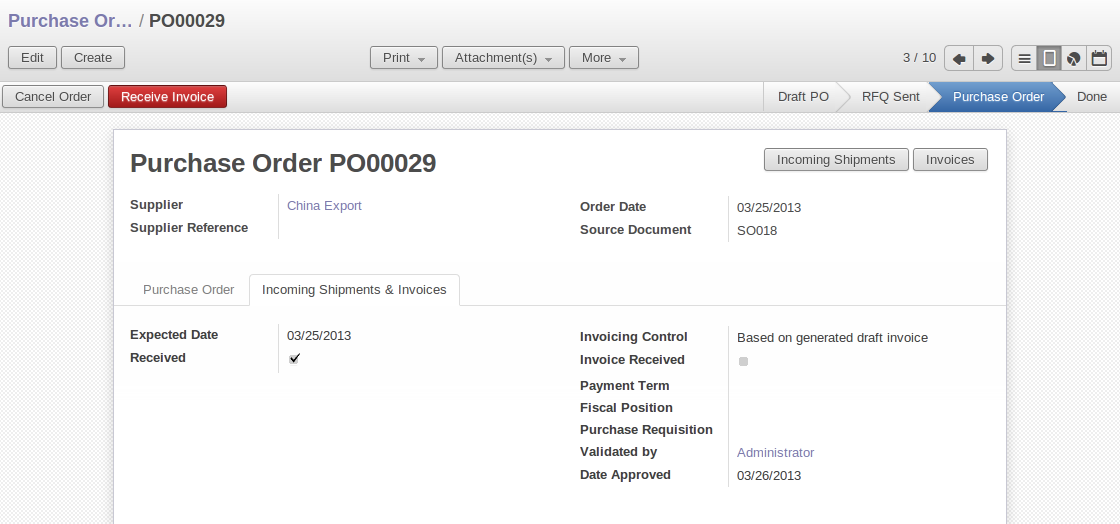 Purchase Or... / PO00029
Edit Create Print Attachment(s) More 3 / 10
Cancel Order Receive Invoice Draft PO RFQ Sent Purchase Order Done
Purchase Order PO00029 Incoming Shipments Invoices
Supplier China Export
Supplier Reference
Order Date 03/25/2013
Source Document SO018
Purchase Order Incoming Shipments & Invoices
Expected Date 03/25/2013
Received
Invoicing Control Based on generated draft invoice
Invoice Received
Payment Term
Fiscal Position
Purchase Requisition
Validated by Administrator
Date Approved 03/26/2013